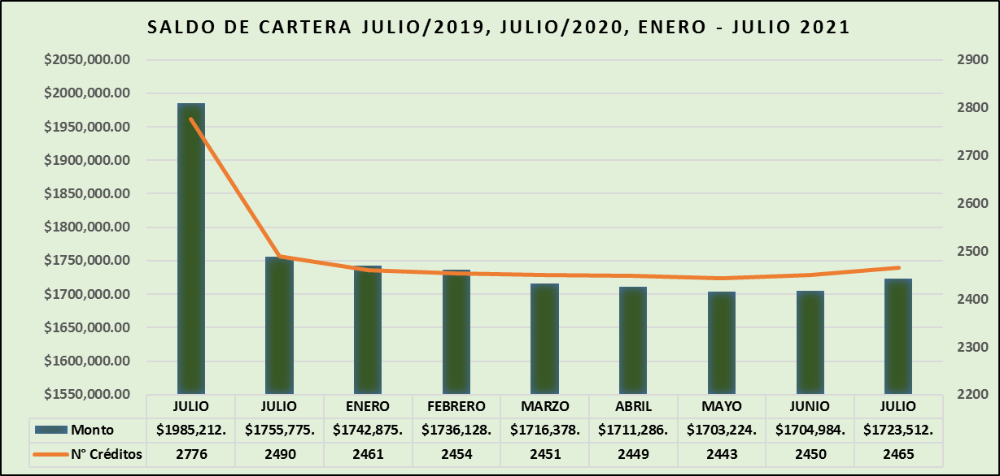 SALDO DE CARTERA JULIO/2019, JULIO/2020, ENERO - JULIO 2021
$2050,000.00 2900
$2000,000.00 2800
$1950,000.00 2700
$1900,000.00
$1850,000.00 2600
$1800,000.00
$1750,000.00 2500
$1700,000.00 2400
$1650,000.00
$1600,000.00 2300
$1550,000.00 2200
JULIO JULIO ENERO FEBRERO MARZO ABRIL MAYO JUNIO JULIO
Monto $1985,212. $1755,775. $1742,875. $1736,128. $1716,378. $1711,286. $1703,224. $1704,984. $1723,512.
N° Créditos 2776 2490 2461 2454 2451 2449 2443 2450 2465